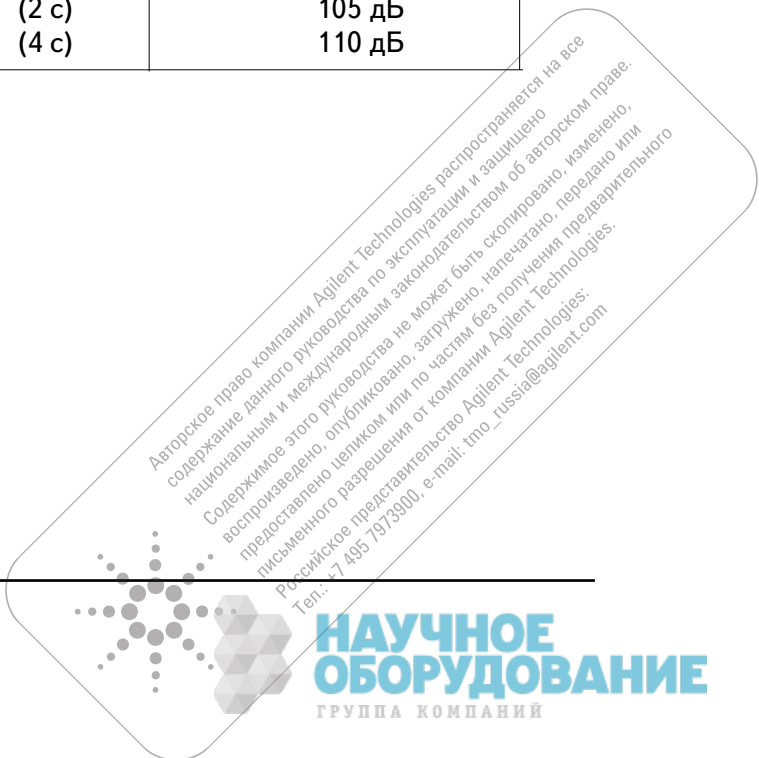 (2 с) 105 дБ
(4 с) 110 дБ
Авторское право компании Agilent Technologies распространяется на все
содержание данного руководства по эксплуатации и защищено
национальным и международным законодательством об авторском праве.
Содержимое этого руководства не может быть скопировано, изменено,
воспроизведено, опубликовано, загружено, напечатано, передано или
предоставлено целиком или по частям без получения предварительного
письменного разрешения от компании Agilent Technologies.
Российское представительство Agilent Technologies:
Тел.: +7 495 7973900, e-mail: tmo_russia@agilent.com
НАУЧНОЕ
ОБОРУДОВАНИЕ
ГРУППА КОМПАНИЙ